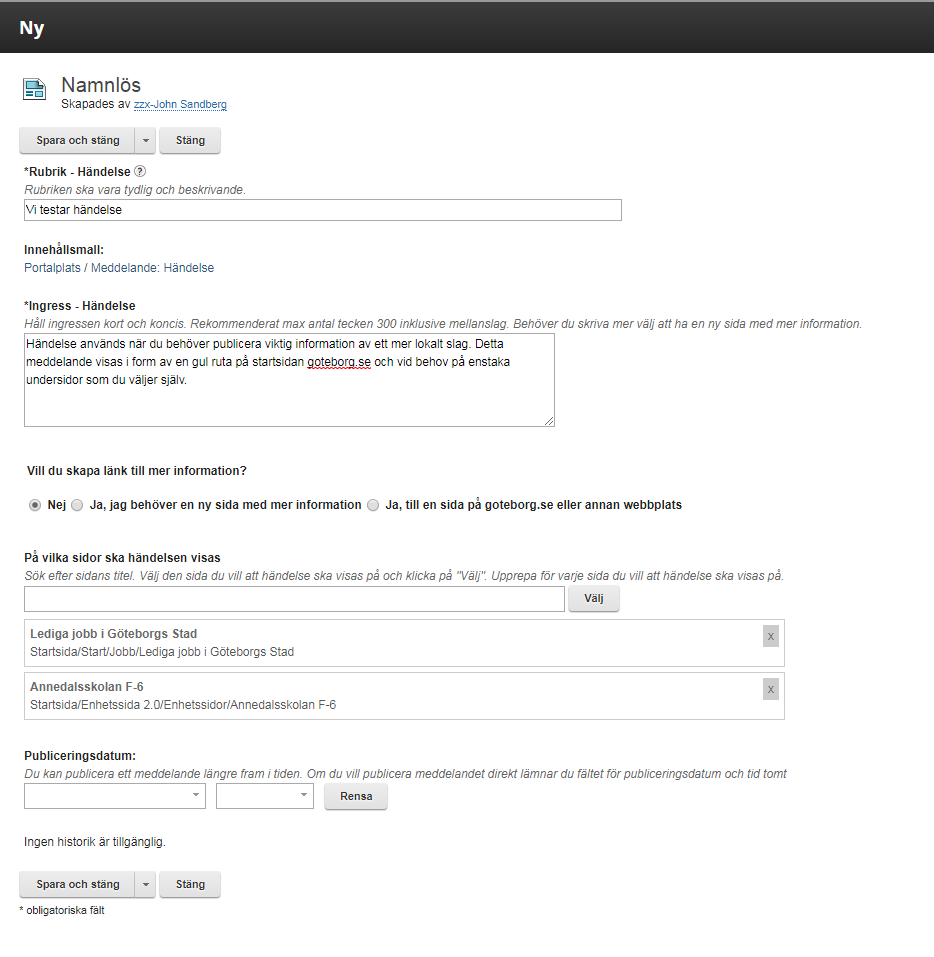 Ny
Namnlös
Skapades av zzx-John Sandberg
Spara och stäng Stäng
*Rubrik - Händelse ?
Rubriken ska vara tydlig och beskrivande.
Vi testar händelse
Innehållsmall:
Portalplats / Meddelande: Händelse
*Ingress - Händelse
Håll ingressen kort och koncis. Rekommenderat max antal tecken 300 inklusive mellanslag. Behöver du skriva mer välj att ha en ny sida med mer information.
Händelse används när du behöver publicera viktig information av ett mer lokalt slag. Detta
meddelande visas i form av en gul ruta på startsidan goteborg.se och vid behov på enstaka
undersidor som du väljer själv.
Vill du skapa länk till mer information?
Nej Ja, jag behöver en ny sida med mer information Ja, till en sida på goteborg.se eller annan webbplats
På vilka sidor ska händelsen visas
Sök efter sidans titel. Välj den sida du vill att händelse ska visas på och klicka på "Välj". Upprepa för varje sida du vill att händelse ska visas på.
Välj
Lediga jobb i Göteborgs Stad x
Startsida/Start/Jobb/Lediga jobb i Göteborgs Stad
Annedalsskolan F-6 x
Startsida/Enhetssida 2.0/Enhetssidor/Annedalsskolan F-6
Publiceringsdatum:
Du kan publicera ett meddelande längre fram i tiden. Om du vill publicera meddelandet direkt lämnar du fältet för publiceringsdatum och tid tomt
Rensa
Ingen historik är tillgänglig.
Spara och stäng Stäng
* obligatoriska fält